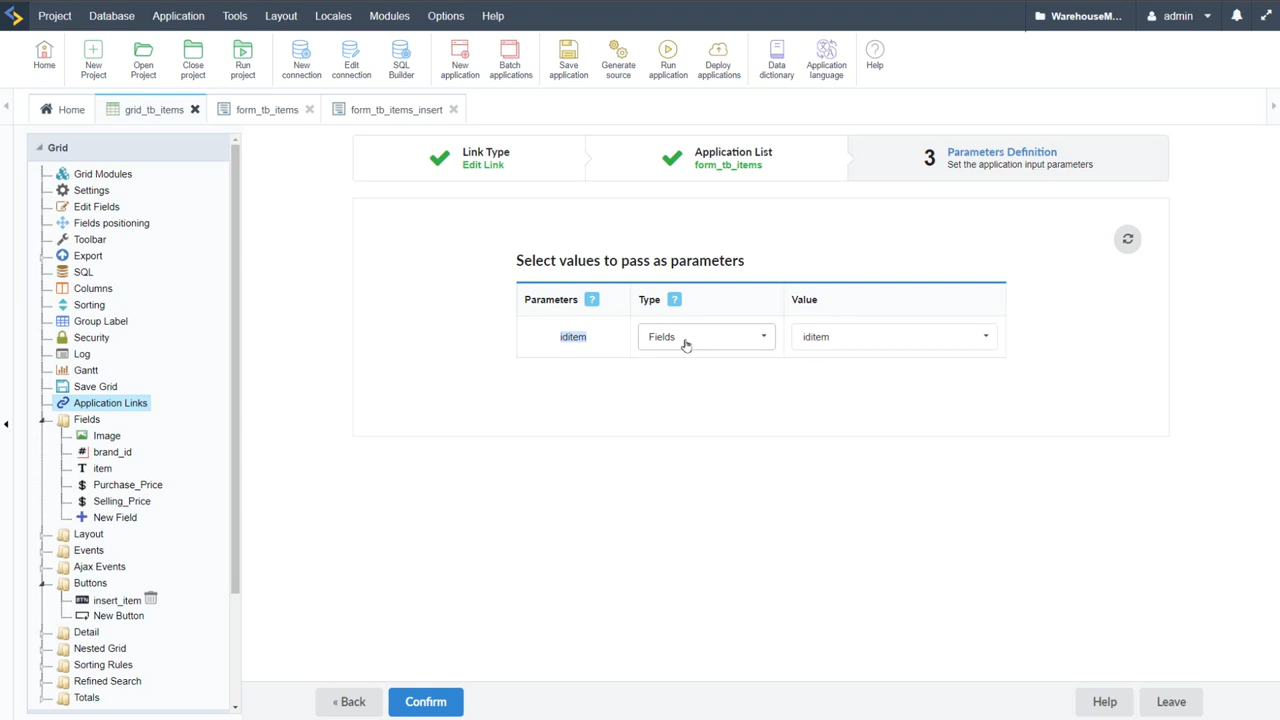 Project Database Application Tools Layout Locales Modules Options Help WarehouseM... admin
Home
New Project
Open Project
Close project
Run project
New connection
Edit connection
SQL Builder
New application
Batch applications
Save application
Generate source
Run application
Deploy applications
Data dictionary
Application language
Help
Home grid_tb_items form_tb_items form_tb_items_insert
Grid
Grid Modules
Settings
Edit Fields
Fields positioning
Toolbar
Export
SQL
Columns
Sorting
Group Label
Security
Log
Gantt
Save Grid
Application Links
Fields
Image
# brand_id
T item
$ Purchase_Price
$ Selling_Price
New Field
Layout
Events
Ajax Events
Buttons
BTN insert_item
New Button
Detail
Nested Grid
Sorting Rules
Refined Search
Totals
Link Type
Edit Link
Application List
form_tb_items
3 Parameters Definition
Set the application input parameters
Select values to pass as parameters
Parameters ? Type ? Value
iditem Fields iditem
« Back Confirm Help Leave